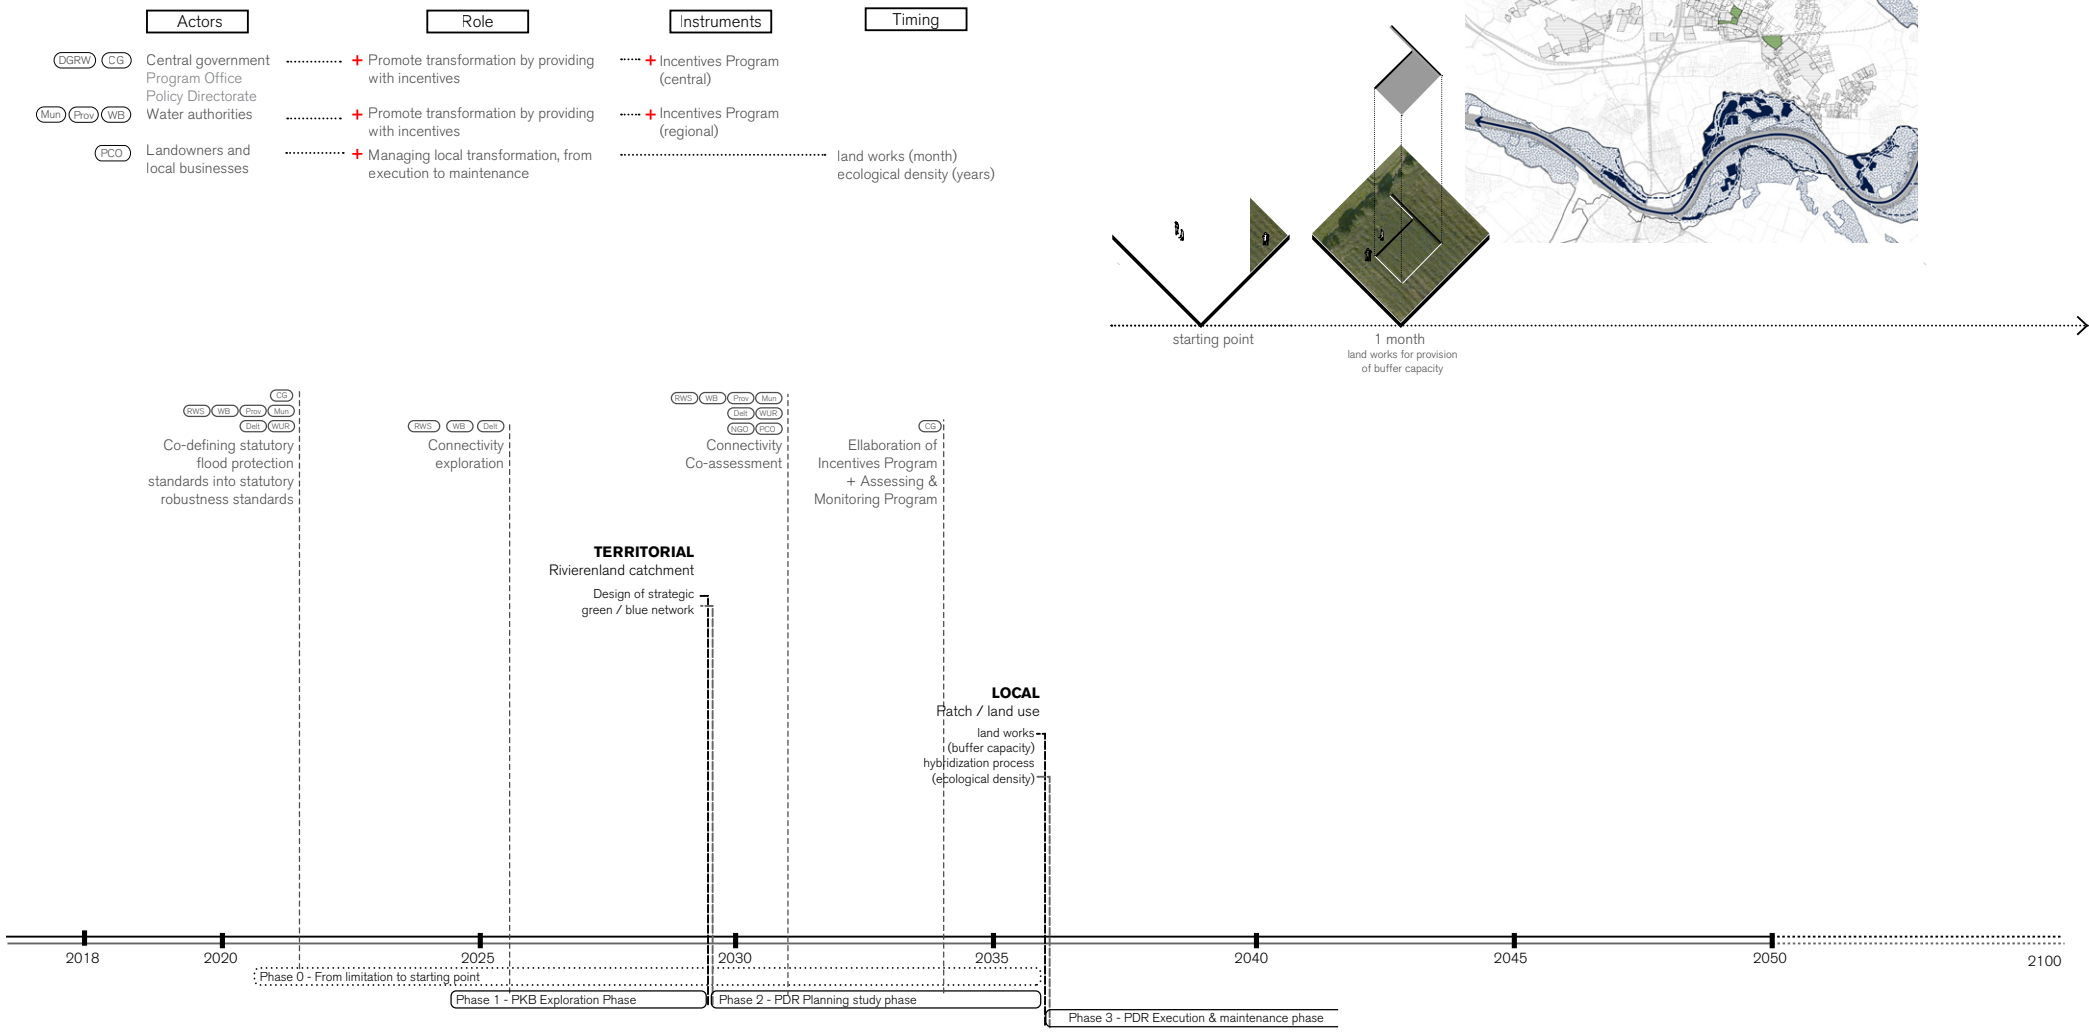 Actors
Role
Instruments
Timing
DGRW CG Central government
Program Office
Policy Directorate
+ Promote transformation by providing
with incentives
+ Incentives Program
(central)
Mun Prov WB Water authorities
+ Promote transformation by providing
with incentives
+ Incentives Program
(regional)
PCO Landowners and
local businesses
+ Managing local transformation, from
execution to maintenance
land works (month)
ecological density (years)
starting point
1 month
land works for provision
of buffer capacity
CG
RWS WB Prov Mun
Delt WUR
Co-defining statutory
flood protection
standards into statutory
robustness standards
RWS WB Delt
Connectivity
exploration
RWS WB Prov Mun
Delt WUR
NGO PCO
Connectivity
Co-assessment
CG
Ellaboration of
Incentives Program
+ Assessing &
Monitoring Program
TERRITORIAL
Rivierenland catchment
Design of strategic
green / blue network
LOCAL
Patch / land use
land works
(buffer capacity)
hybridization process
(ecological density)
2018
2020
2025
2030
2035
2040
2045
2050
2100
Phase 0 - From limitation to starting point
Phase 1 - PKB Exploration Phase
Phase 2 - PDR Planning study phase
Phase 3 - PDR Execution & maintenance phase